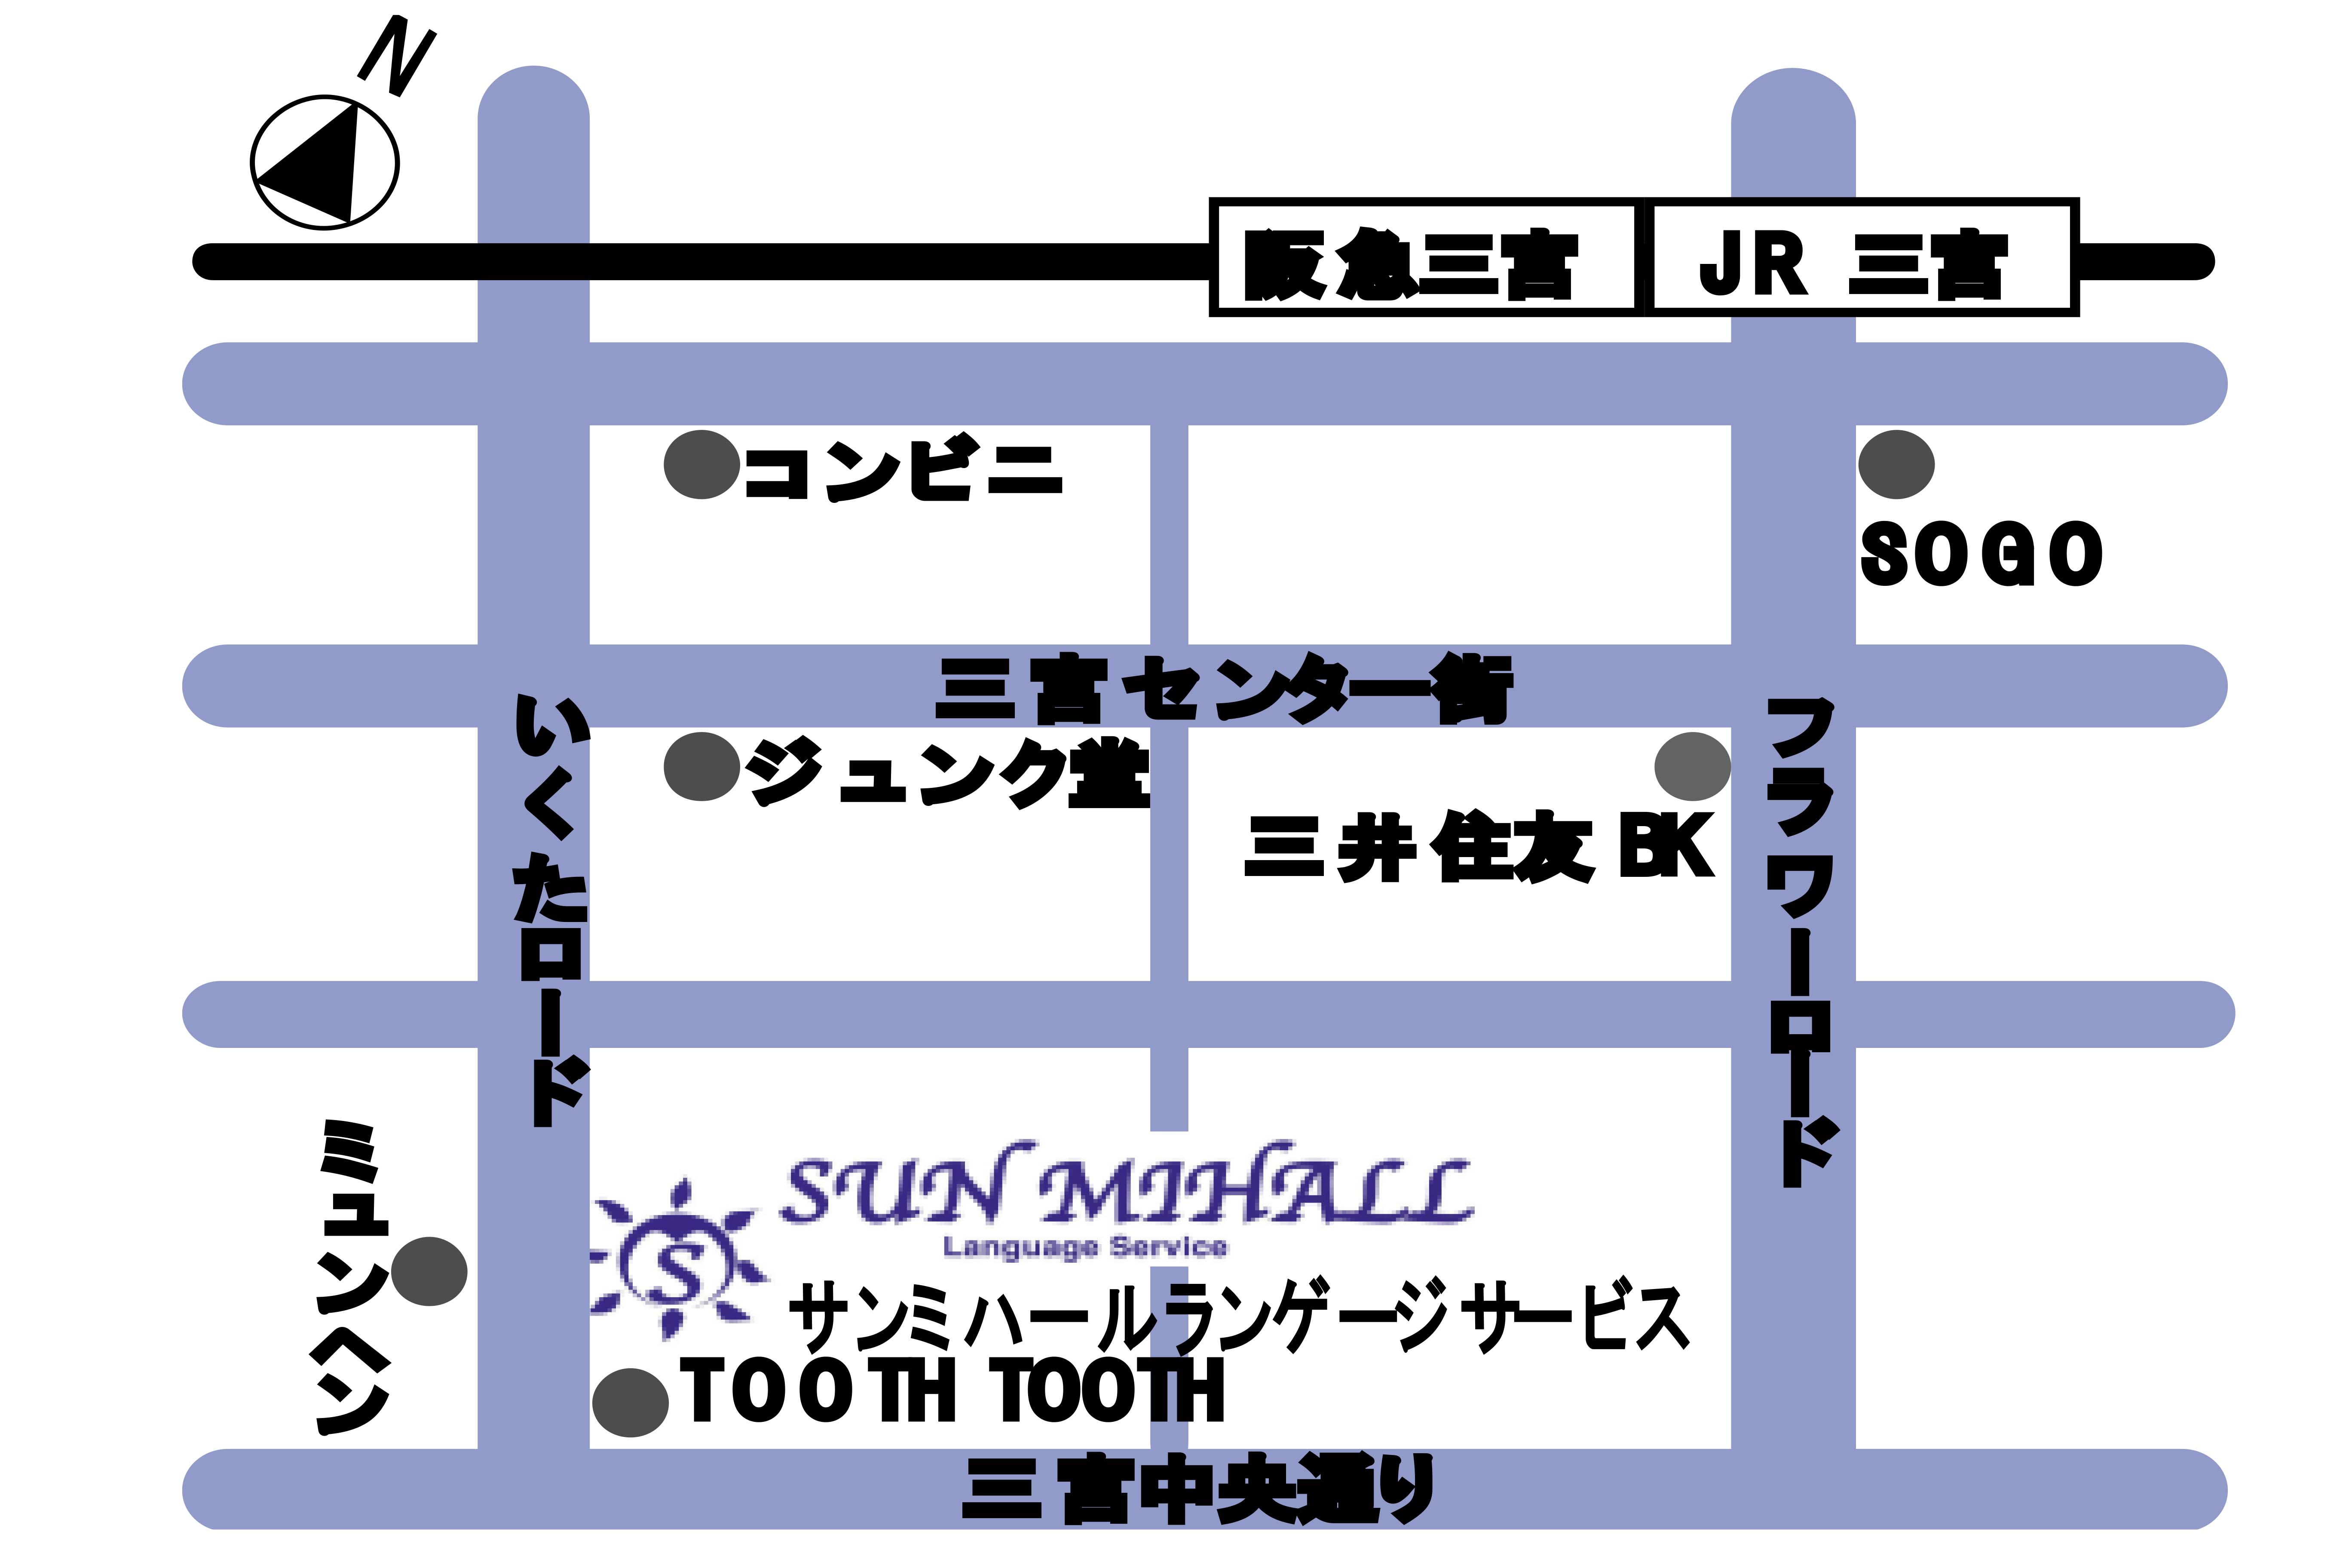 N
阪急三宮
JR 三宮
コンビニ
SOGO
三宮センター街
いくたロード
フラワーロード
ジュンク堂
三井住友 BK
ミュンヘン
SUN MIHALL
Language Service
S
サンミハールランゲージサービス
TOOTH TOOTH
三宮中央通り